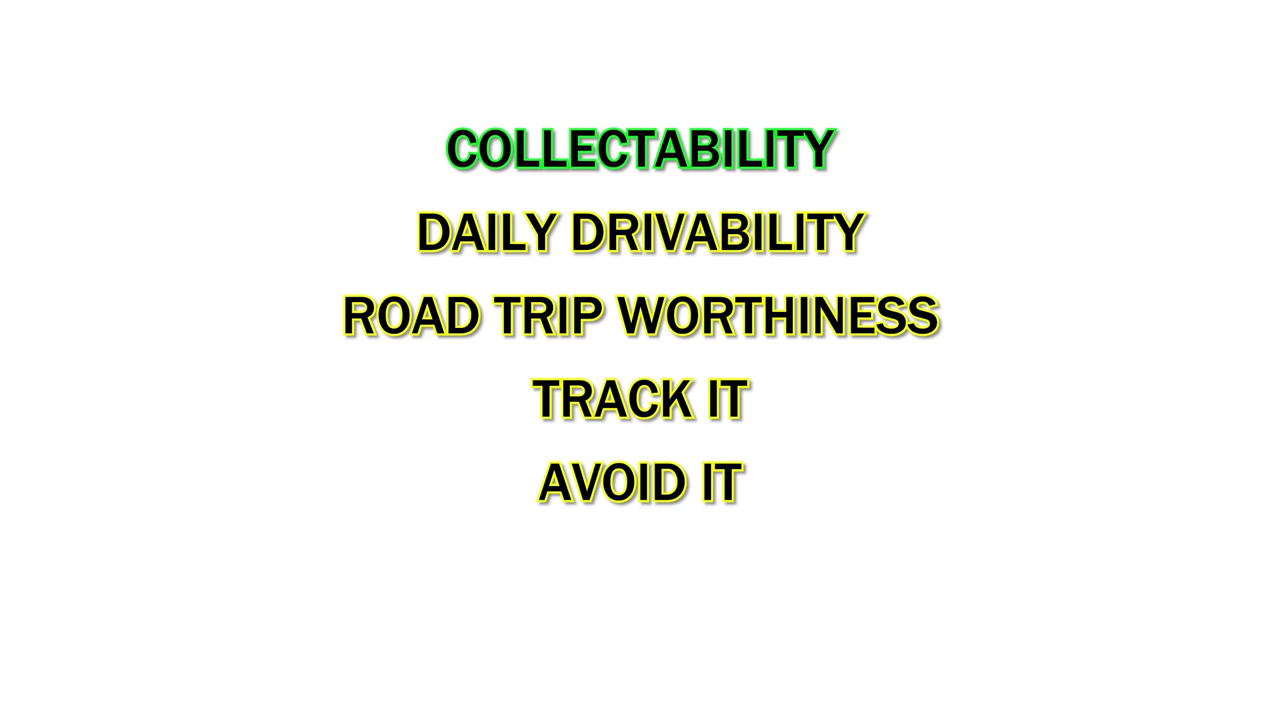 COLLECTABILITY
DAILY DRIVABILITY
ROAD TRIP WORTHINESS
TRACK IT
AVOID IT